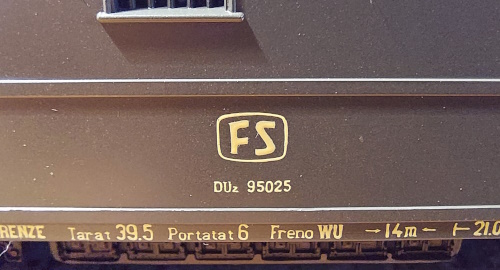 FS
DUz 95025
RENZE Tara t 39.5 Portata t 6 Freno WU →14m← ⊢21.0